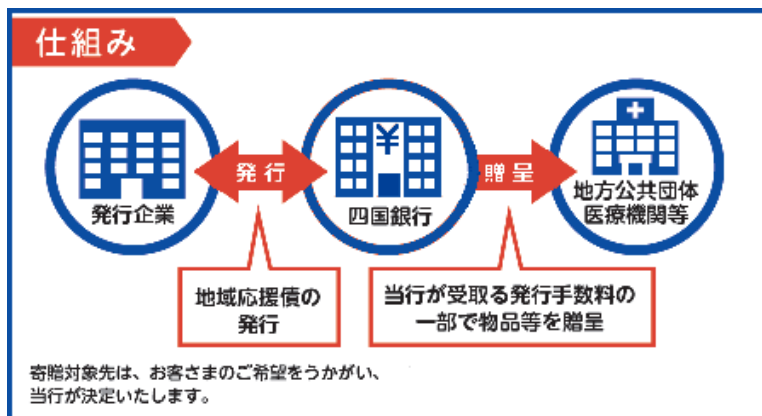 仕組み
発行企業
発行
四国銀行
¥
贈呈
地方公共団体
医療機関等
地域応援債の
発行
当行が受取る発行手数料の
一部で物品等を贈呈
寄贈対象先は、お客さまのご希望をうかがい、
当行が決定いたします。